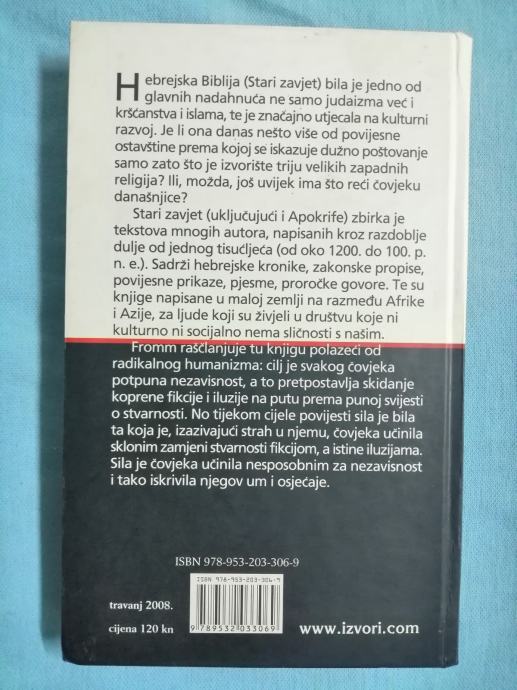 Hebrejska Biblija (Stari zavjet) bila je jedno od
glavnih nadahnuća ne samo judaizma već i
kršćanstva i islama, te je značajno utjecala na kulturni
razvoj. Je li ona danas nešto više od povijesne
ostavštine prema kojoj se iskazuje dužno poštovanje
samo zato što je izvorište triju velikih zapadnih
religija? Ili, možda, još uvijek ima što reći čovjeku
današnjice?
Stari zavjet (uključujući i Apokrife) zbirka je
tekstova mnogih autora, napisanih kroz razdoblje
dulje od jednog tisućljeća (od oko 1200. do 100. p.
n. e.). Sadrži hebrejske kronike, zakonske propise,
povijesne prikaze, pjesme, proročke govore. Te su
knjige napisane u maloj zemlji na razmeđu Afrike
i Azije, za ljude koji su živjeli u društvu koje ni
kulturno ni socijalno nema sličnosti s našim.
Fromm raščlanjuje tu knjigu polazeći od
radikalnog humanizma: cilj je svakog čovjeka
potpuna nezavisnost, a to pretpostavlja skidanje
koprene fikcije i iluzije na putu prema punoj svijesti
o stvarnosti. No tijekom cijele povijesti sila je bila
ta koja je, izazivajući strah u njemu, čovjeka učinila
sklonim zamjeni stvarnosti fikcijom, a istine iluzijama.
Sila je čovjeka učinila nesposobnim za nezavisnost
i tako iskrivila njegov um i osjećaje.
ISBN 978-953-203-306-9
ISBN 978-953-203-306-9
travanj 2008.
cijena 120 kn
9 789532 033069
www.izvori.com